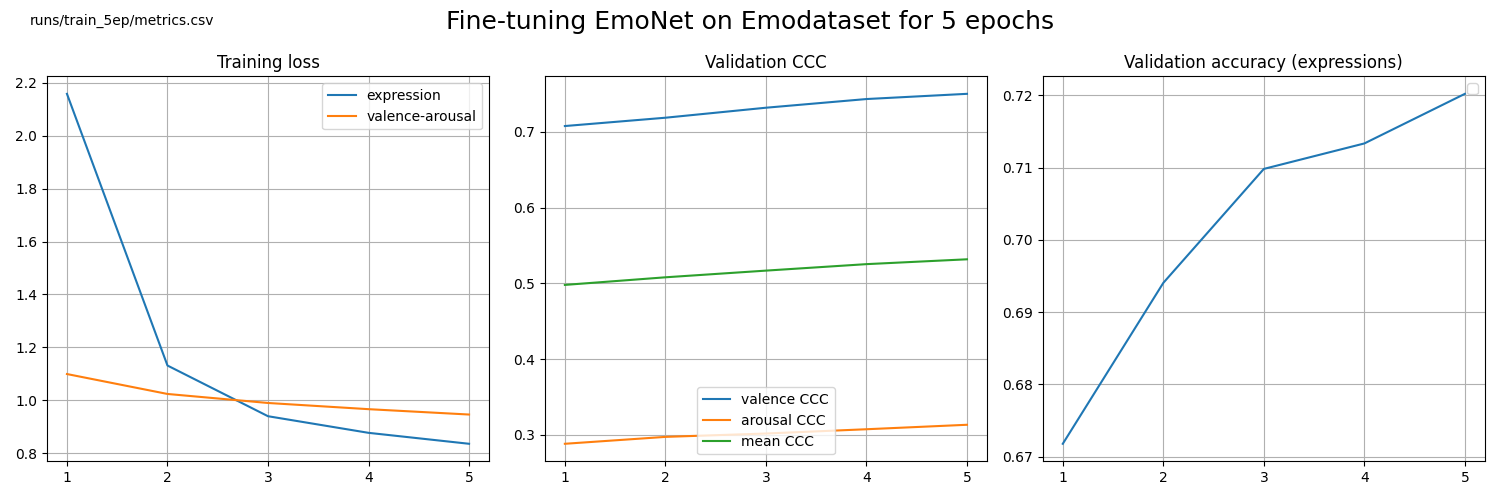 runs/train_5ep/metrics.csv
Fine-tuning EmoNet on Emodataset for 5 epochs
Training loss
2.2
2.0
1.8
1.6
1.4
1.2
1.0
0.8
1 2 3 4 5
expression
valence-arousal
Validation CCC
0.7
0.6
0.5
0.4
0.3
1 2 3 4 5
valence CCC
arousal CCC
mean CCC
Validation accuracy (expressions)
0.72
0.71
0.70
0.69
0.68
0.67
1 2 3 4 5